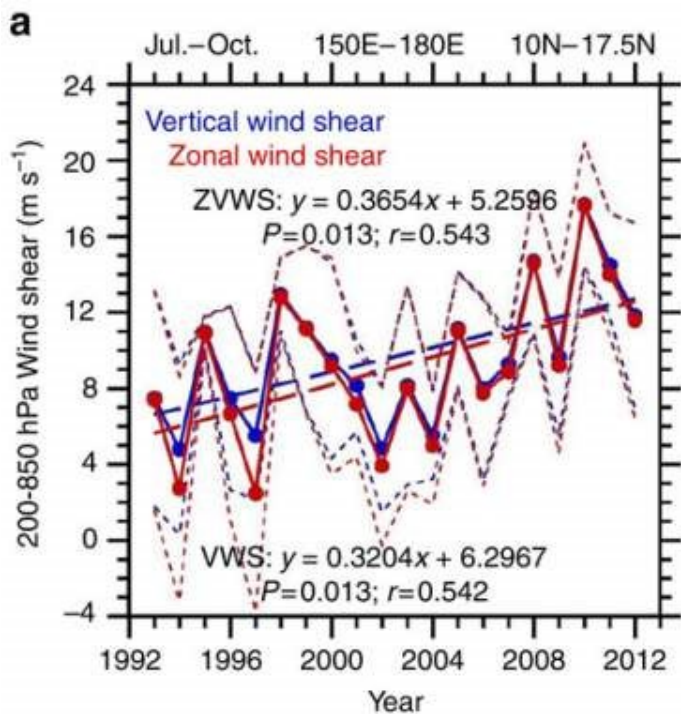 a
Jul.–Oct. 150E–180E 10N–17.5N
24
20
16
12
8
4
0
–4
200-850 hPa Wind shear (m s⁻¹)
Vertical wind shear
Zonal wind shear
ZVWS: y = 0.3654x + 5.2596
P=0.013; r=0.543
VWS: y = 0.3204x + 6.2967
P=0.013; r=0.542
1992 1996 2000 2004 2008 2012
Year